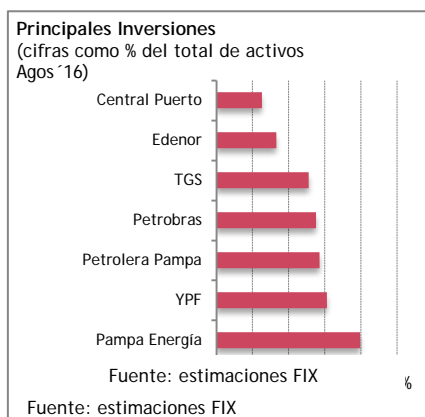 Principales Inversiones
(cifras como % del total de activos
Agos´16)
Central Puerto
Edenor
TGS
Petrobras
Petrolera Pampa
YPF
Pampa Energía
%
Fuente: estimaciones FIX
Fuente: estimaciones FIX